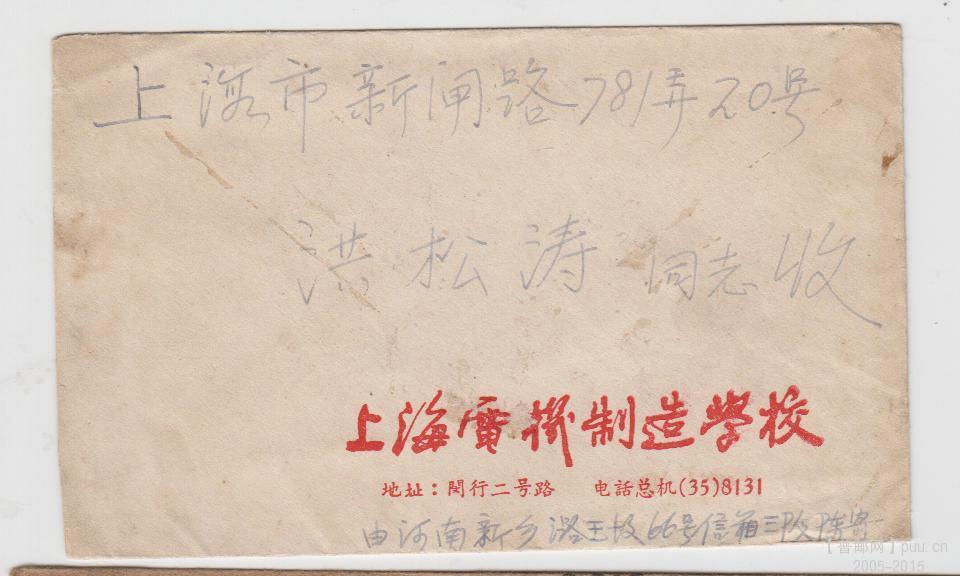 上海市新闸路781弄20号
洪松涛 同志收
上海電機制造學校
地址：閔行二号路 电話总机(35)8131
由河南新乡潞王坟66号信箱三队陈寄
【普邮网】puu.cn
2005-2015